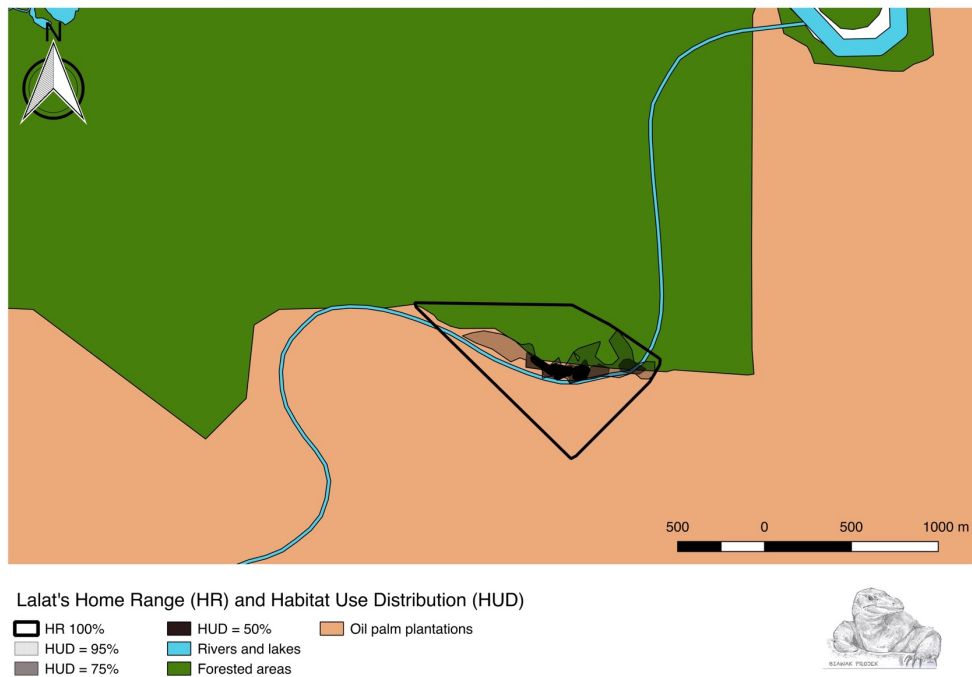 N
500 0 500 1000 m
Lalat's Home Range (HR) and Habitat Use Distribution (HUD)
HR 100%
HUD = 95%
HUD = 75%
HUD = 50%
Rivers and lakes
Forested areas
Oil palm plantations
BIAWAK PROJEK